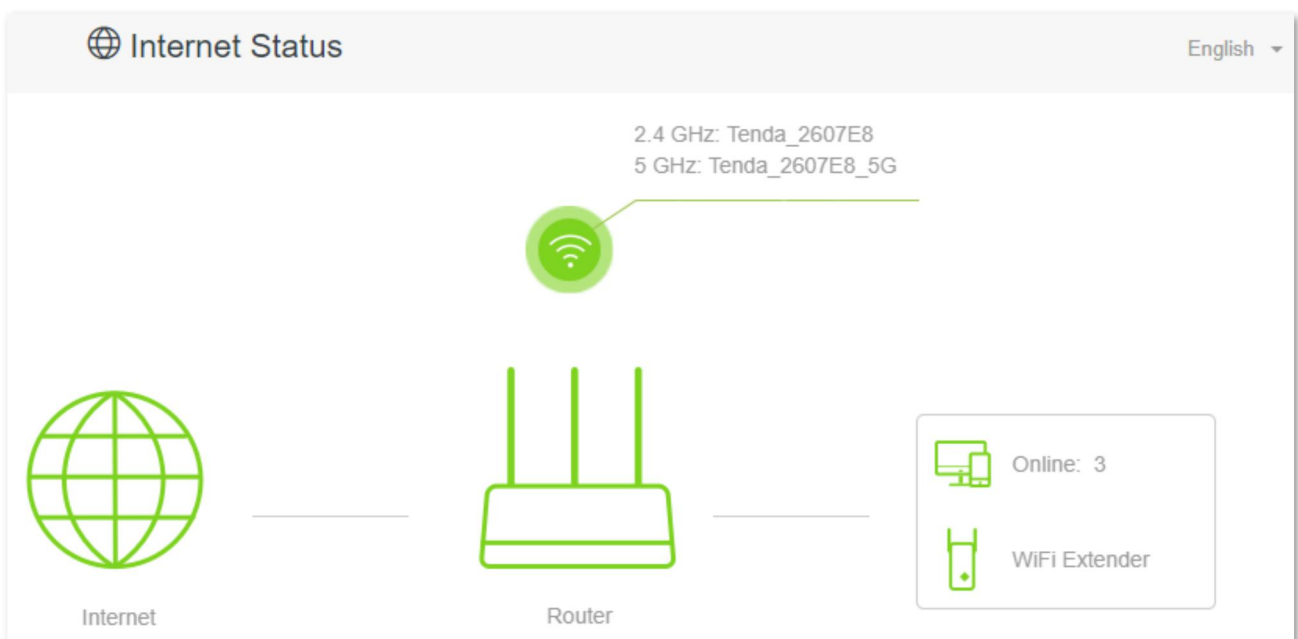 Internet Status
English
2.4 GHz: Tenda_2607E8
5 GHz: Tenda_2607E8_5G
Online: 3
WiFi Extender
Internet
Router